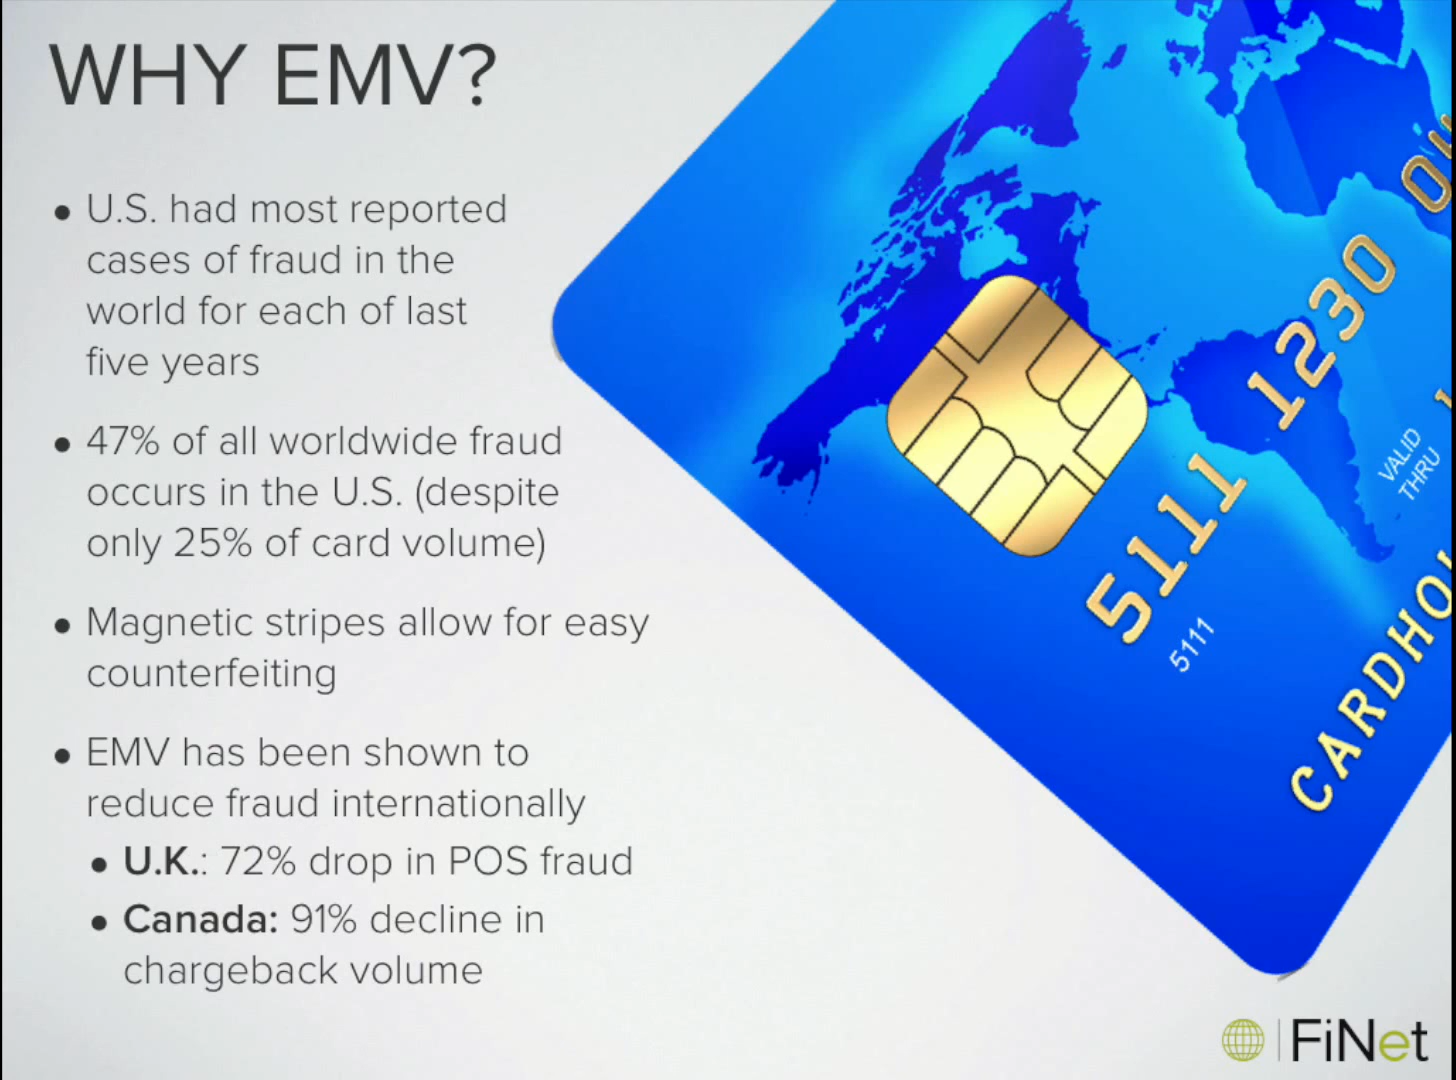 WHY EMV?
• U.S. had most reported
cases of fraud in the
world for each of last
five years
• 47% of all worldwide fraud
occurs in the U.S. (despite
only 25% of card volume)
• Magnetic stripes allow for easy
counterfeiting
• EMV has been shown to
reduce fraud internationally
• U.K.: 72% drop in POS fraud
• Canada: 91% decline in
chargeback volume
5111 1230
5111
VALID
THRU
FiNet